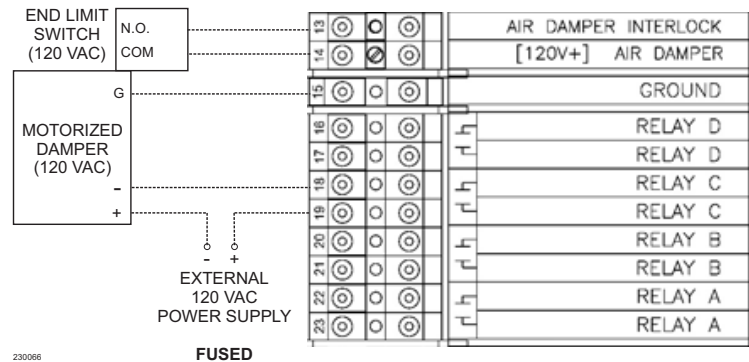 END LIMIT
SWITCH
(120 VAC)
N.O.
COM
MOTORIZED
DAMPER
(120 VAC)
G
-
+
- +
EXTERNAL
120 VAC
POWER SUPPLY
FUSED
230066
13 AIR DAMPER INTERLOCK
14 [120V+] AIR DAMPER
15 GROUND
16 RELAY D
17 RELAY D
18 RELAY C
19 RELAY C
20 RELAY B
21 RELAY B
22 RELAY A
23 RELAY A